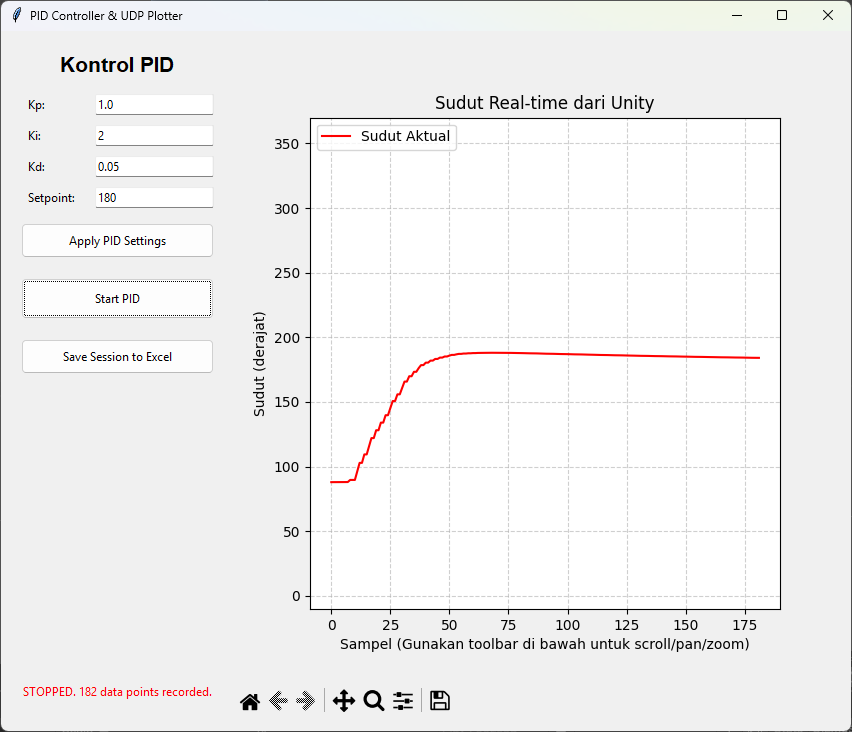 PID Controller & UDP Plotter
Kontrol PID
Kp: 1.0
Ki: 2
Kd: 0.05
Setpoint: 180
Apply PID Settings
Start PID
Save Session to Excel
STOPPED. 182 data points recorded.
Sudut Real-time dari Unity
Sudut Aktual
Sudut (derajat)
350
300
250
200
150
100
50
0
0 25 50 75 100 125 150 175
Sampel (Gunakan toolbar di bawah untuk scroll/pan/zoom)